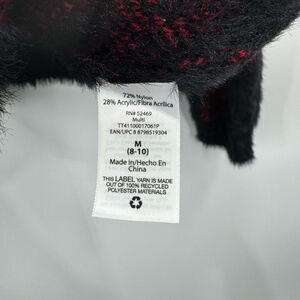 72% Nylon
28% Acrylic/Fibra Acrílica
RN# 52469
Multi
TT41100017061P
EAN/UPC 8 8798519304
M
(8-10)
Made In/Hecho En
China
THIS LABEL YARN IS MADE
OUT OF 100% RECYCLED
POLYESTER MATERIALS